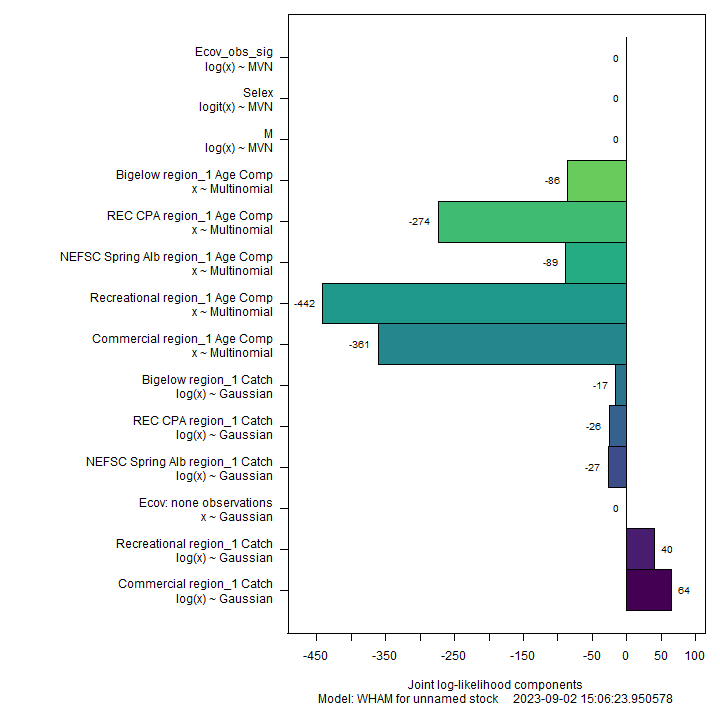 Ecov_obs_sig
log(x) ~ MVN
0
Selex
logit(x) ~ MVN
0
M
log(x) ~ MVN
0
Bigelow region_1 Age Comp
x ~ Multinomial
-86
REC CPA region_1 Age Comp
x ~ Multinomial
-274
NEFSC Spring Alb region_1 Age Comp
x ~ Multinomial
-89
Recreational region_1 Age Comp
x ~ Multinomial
-442
Commercial region_1 Age Comp
x ~ Multinomial
-361
Bigelow region_1 Catch
log(x) ~ Gaussian
-17
REC CPA region_1 Catch
log(x) ~ Gaussian
-26
NEFSC Spring Alb region_1 Catch
log(x) ~ Gaussian
-27
Ecov: none observations
x ~ Gaussian
0
Recreational region_1 Catch
log(x) ~ Gaussian
40
Commercial region_1 Catch
log(x) ~ Gaussian
64
-450 -350 -250 -150 -50 0 50 100
Joint log-likelihood components
Model: WHAM for unnamed stock 2023-09-02 15:06:23.950578